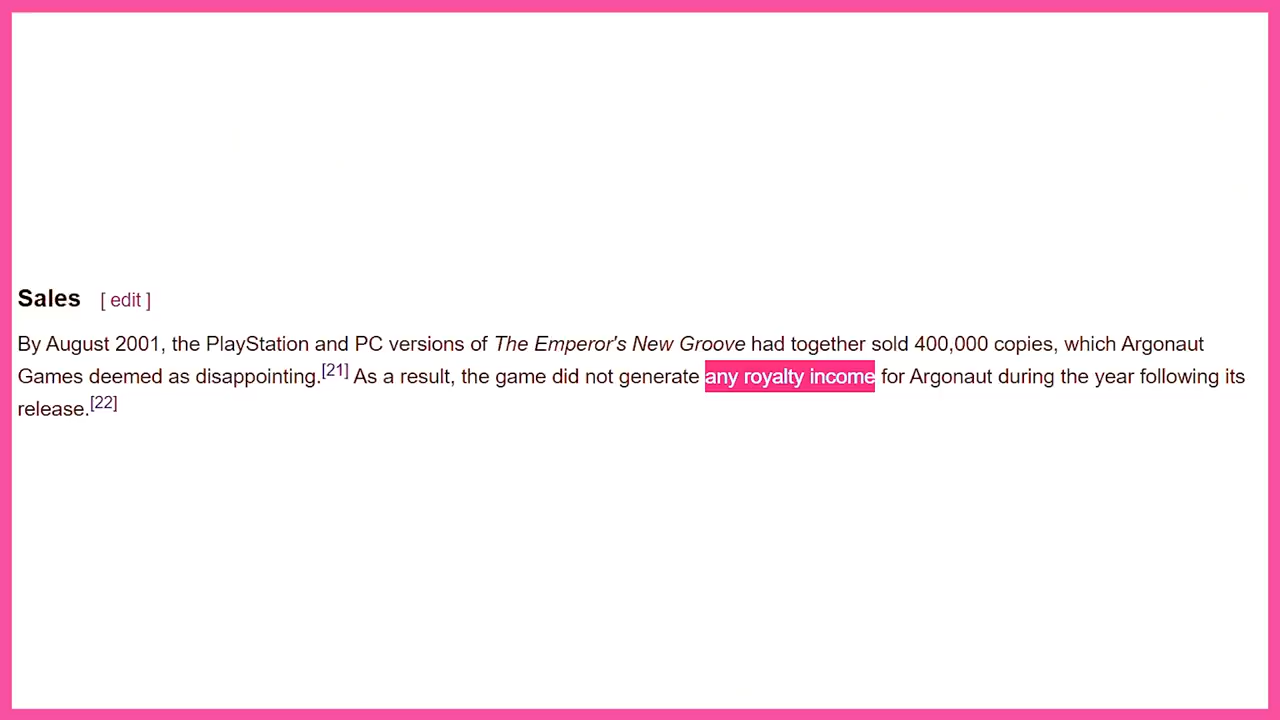 Sales [ edit ]
By August 2001, the PlayStation and PC versions of The Emperor's New Groove had together sold 400,000 copies, which Argonaut
Games deemed as disappointing.[21] As a result, the game did not generate any royalty income for Argonaut during the year following its
release.[22]